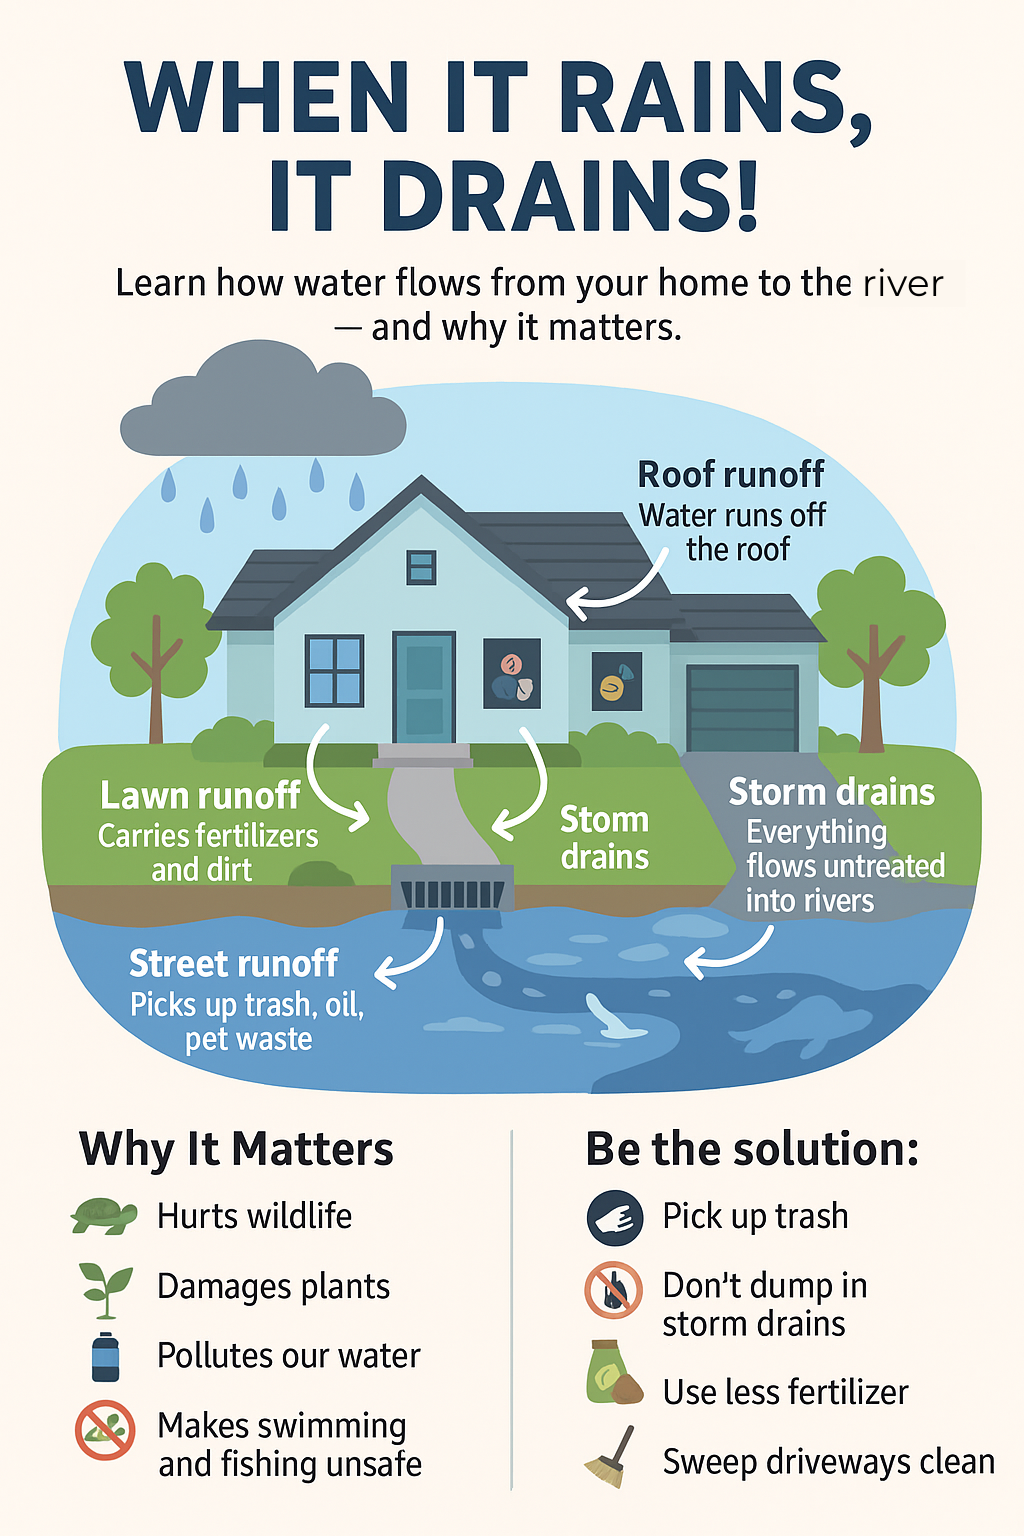 WHEN IT RAINS,
IT DRAINS!
Learn how water flows from your home to the river
— and why it matters.
Roof runoff
Water runs off
the roof
Lawn runoff
Carries fertilizers
and dirt
Stom
drains
Storm drains
Everything
flows untreated
into rivers
Street runoff
Picks up trash, oil,
pet waste
Why It Matters
Hurts wildlife
Damages plants
Pollutes our water
Makes swimming
and fishing unsafe
Be the solution:
Pick up trash
Don't dump in
storm drains
Use less fertilizer
Sweep driveways clean